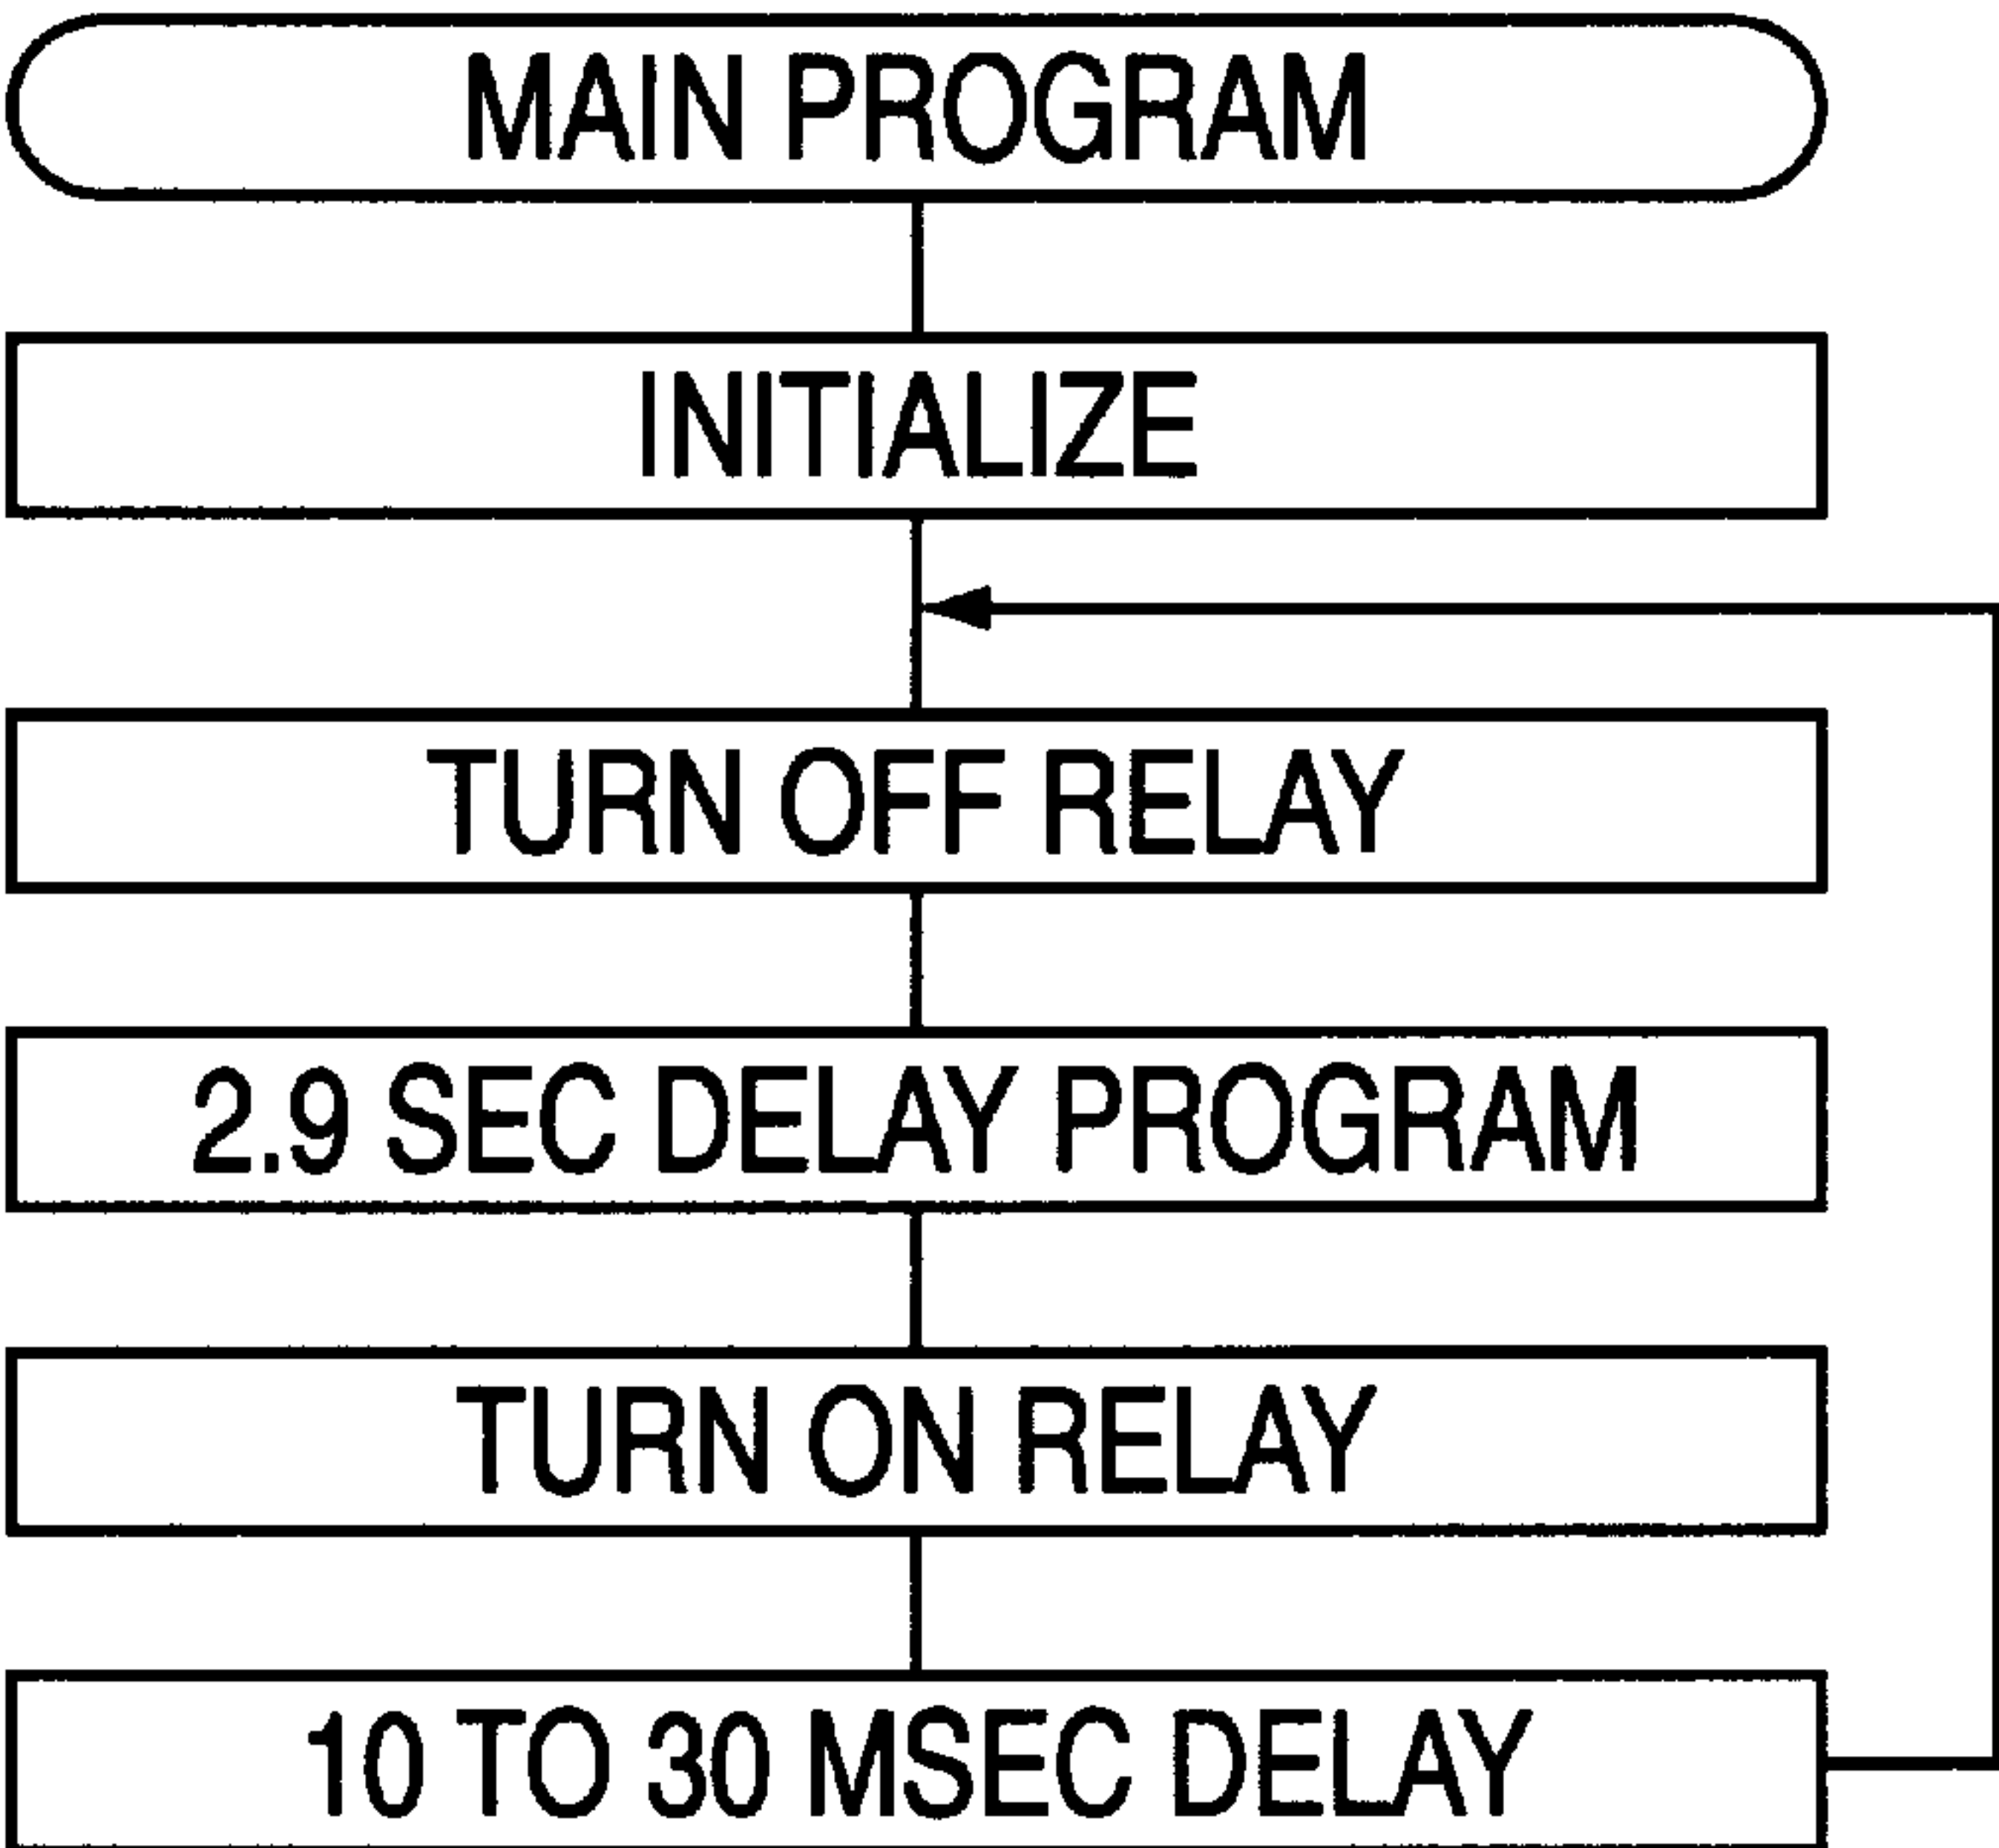 MAIN PROGRAM
INITIALIZE
TURN OFF RELAY
2.9 SEC DELAY PROGRAM
TURN ON RELAY
10 TO 30 MSEC DELAY